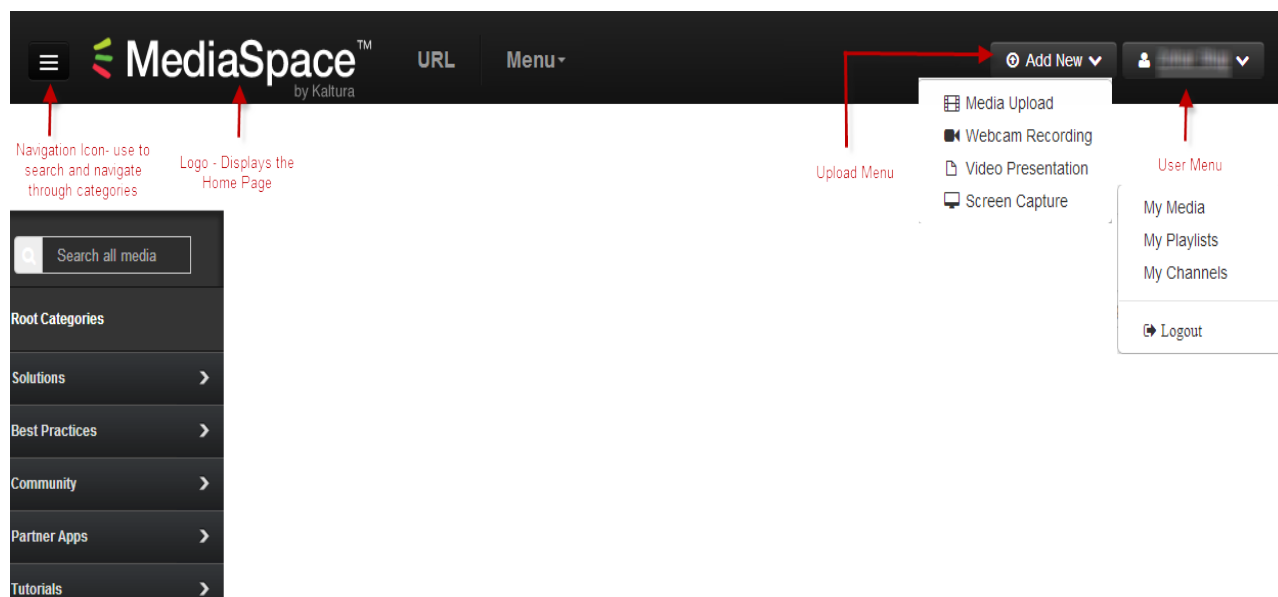 MediaSpace™
by Kaltura
URL
Menu
Add New
Media Upload
Webcam Recording
Video Presentation
Screen Capture
Navigation Icon- use to
search and navigate
through categories
Logo - Displays the
Home Page
Upload Menu
User Menu
My Media
My Playlists
My Channels
Logout
Search all media
Root Categories
Solutions
Best Practices
Community
Partner Apps
Tutorials